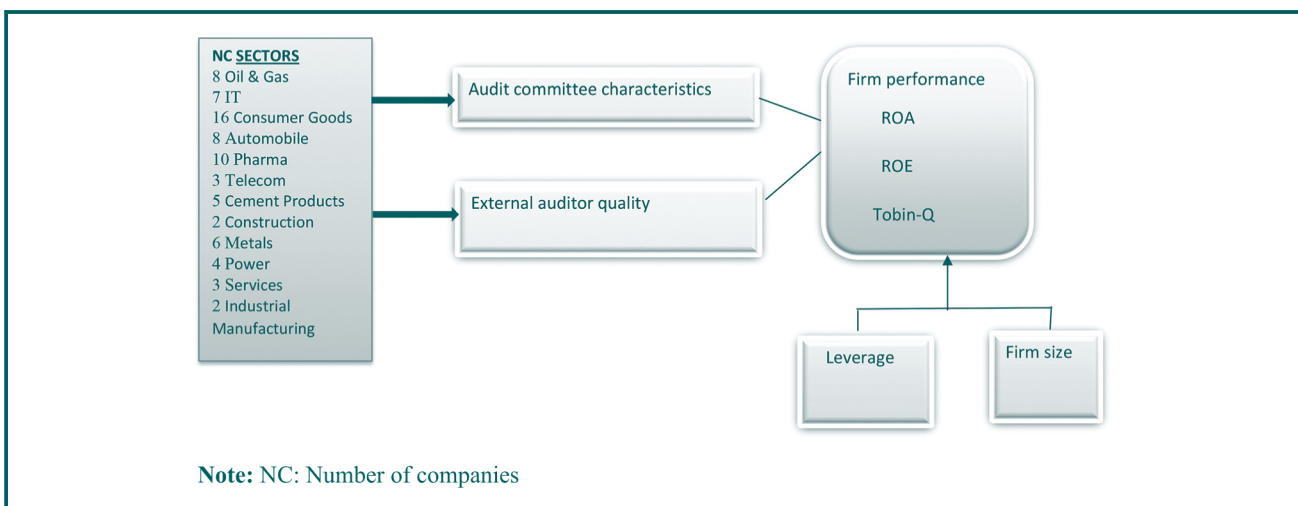 NC SECTORS
8 Oil & Gas
7 IT
16 Consumer Goods
8 Automobile
10 Pharma
3 Telecom
5 Cement Products
2 Construction
6 Metals
4 Power
3 Services
2 Industrial
Manufacturing
Audit committee characteristics
External auditor quality
Firm performance
ROA
ROE
Tobin-Q
Leverage
Firm size
Note: NC: Number of companies